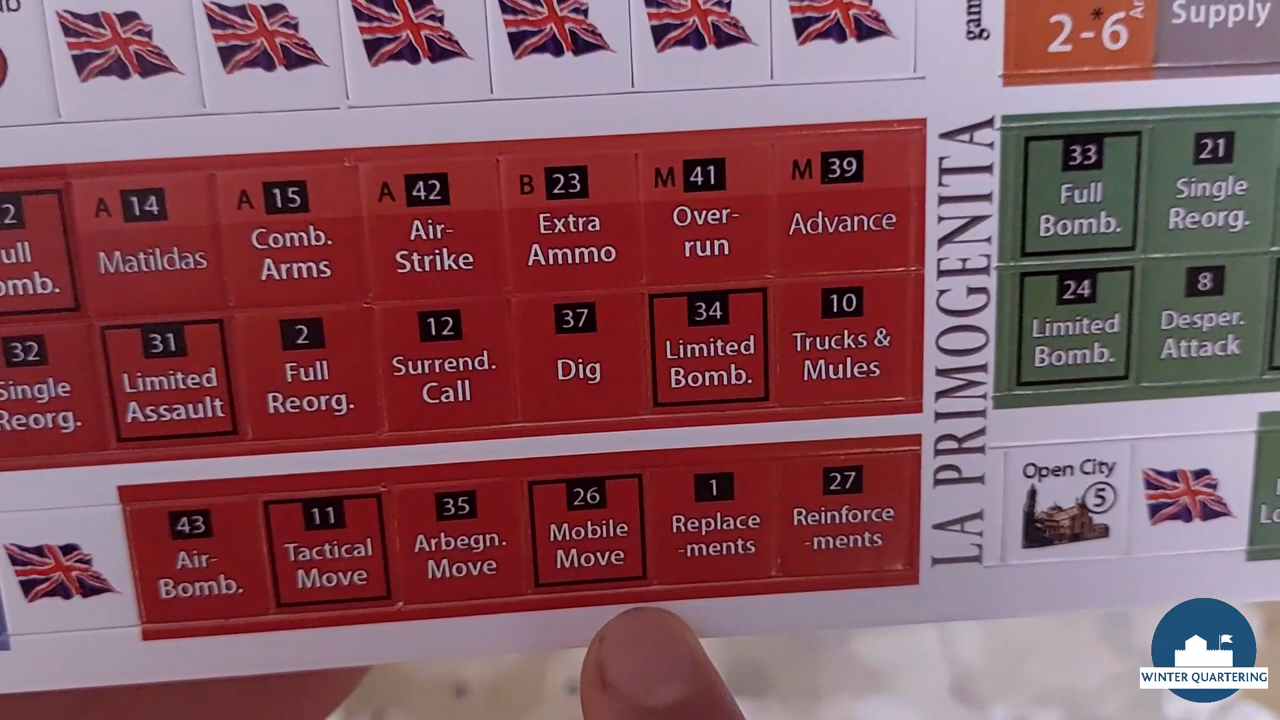 gam
2-6*
Supply
A 14
Matildas
A 15
Comb.
Arms
A 42
Air-
Strike
B 23
Extra
Ammo
M 41
Over-
run
M 39
Advance
32
Single
Reorg.
31
Limited
Assault
2
Full
Reorg.
12
Surrend.
Call
37
Dig
34
Limited
Bomb.
10
Trucks &
Mules
43
Air-
Bomb.
11
Tactical
Move
35
Arbegn.
Move
26
Mobile
Move
1
Replace
-ments
27
Reinforce
-ments
LA PRIMOGENITA
33
Full
Bomb.
21
Single
Reorg.
24
Limited
Bomb.
8
Desper.
Attack
Open City
5
WINTER QUARTERING